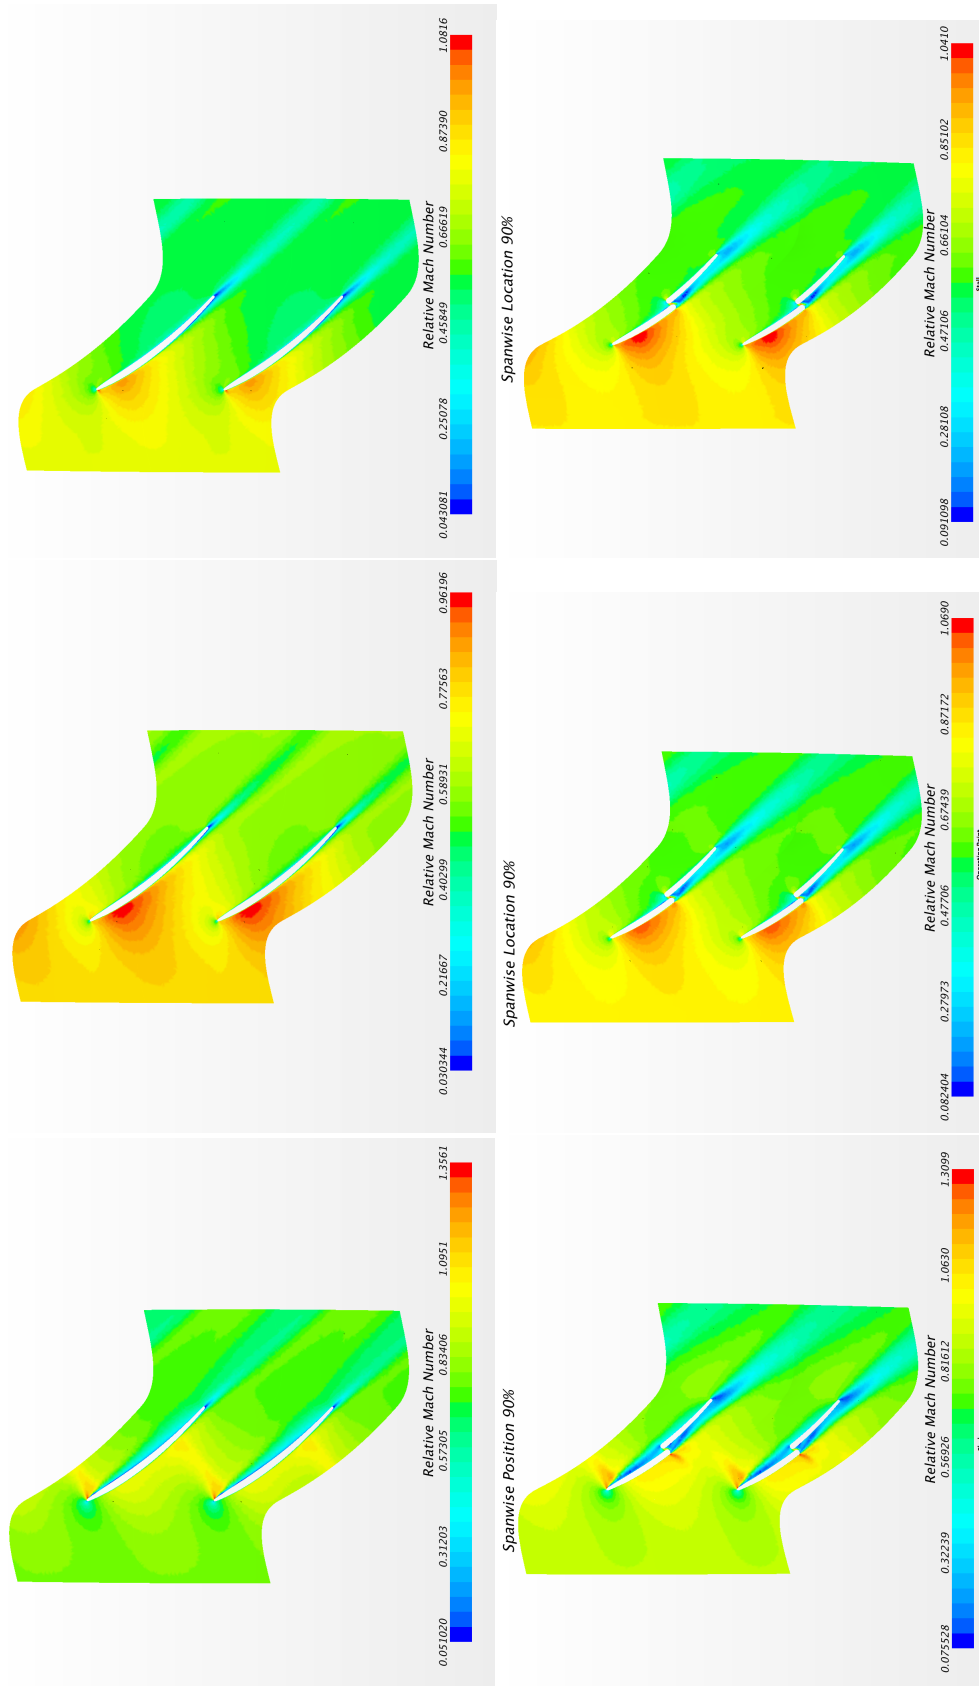 Relative Mach Number
0.051020 0.31203 0.57305 0.83406 1.0951 1.3561
Relative Mach Number
0.030344 0.21667 0.40299 0.58931 0.77563 0.96196
Relative Mach Number
0.043081 0.25078 0.45849 0.66619 0.87390 1.0816
Spanwise Position 90%
Relative Mach Number
0.075528 0.32239 0.56926 0.81612 1.0630 1.3099
Spanwise Location 90%
Relative Mach Number
0.082404 0.27973 0.47706 0.67439 0.87172 1.0690
Spanwise Location 90%
Relative Mach Number
0.091098 0.28108 0.47106 0.66104 0.85102 1.0410